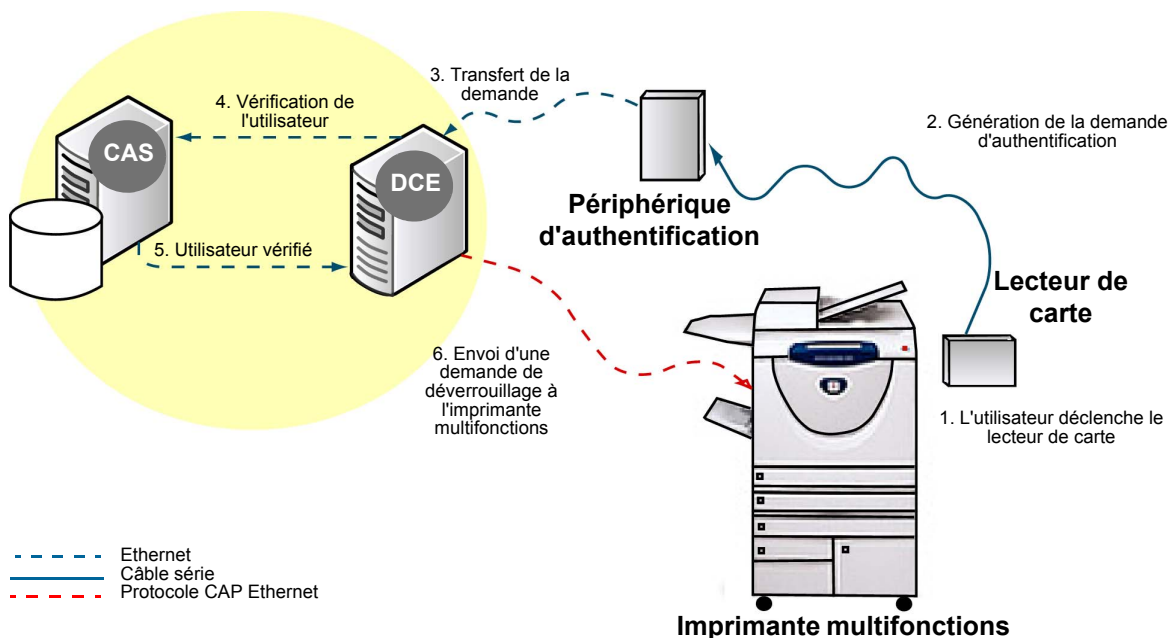 3. Transfert de la
demande
4. Vérification de
l'utilisateur
2. Génération de la demande
d'authentification
CAS
DCE
Périphérique
d'authentification
5. Utilisateur vérifié
Lecteur de
carte
6. Envoi d'une
demande de
déverrouillage à
l'imprimante
multifonctions
1. L'utilisateur déclenche le
lecteur de carte
Ethernet
Câble série
Protocole CAP Ethernet
Imprimante multifonctions